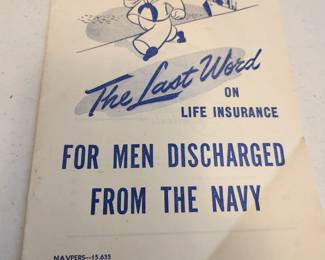 The Last Word
ON
LIFE INSURANCE
FOR MEN DISCHARGED
FROM THE NAVY
NAVPERS--15,635